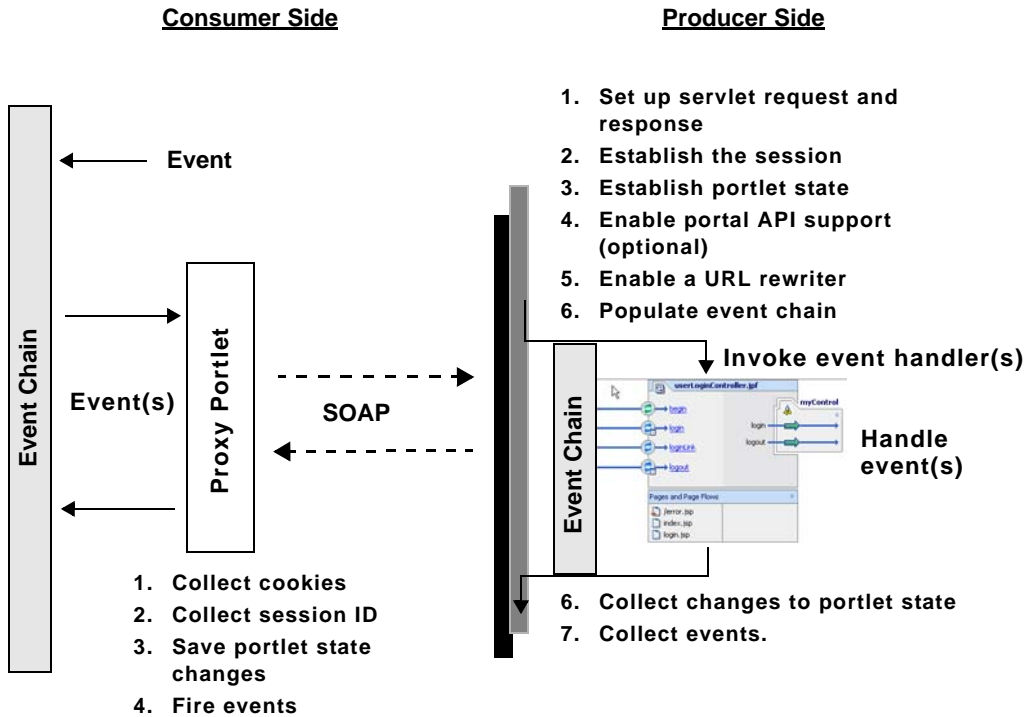 Consumer Side
Producer Side
1. Set up servlet request and
response
2. Establish the session
3. Establish portlet state
4. Enable portal API support
(optional)
5. Enable a URL rewriter
6. Populate event chain
Event
Event Chain
Event(s)
Proxy Portlet
SOAP
Invoke event handler(s)
Event Chain
userLoginController.jpf
begin
login
loginLink
logout
myControl
login
logout
Pages and Page Flows
/error.jsp
index.jsp
login.jsp
Handle
event(s)
1. Collect cookies
2. Collect session ID
3. Save portlet state
changes
4. Fire events
6. Collect changes to portlet state
7. Collect events.